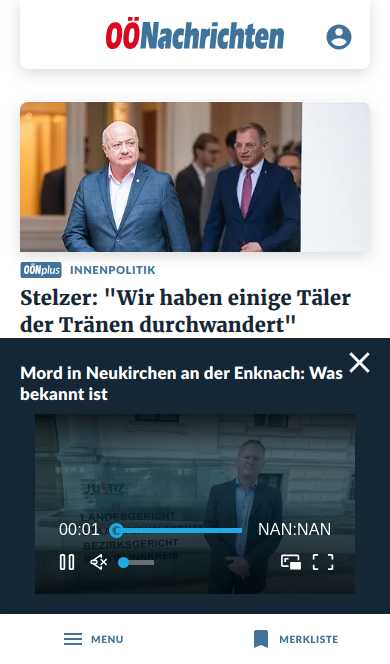 OÖNachrichten
OÖNplus INNENPOLITIK
Stelzer: "Wir haben einige Täler
der Tränen durchwandert"
Mord in Neukirchen an der Enknach: Was
bekannt ist
JUSTIZ
LANDESGERICHT
00:01 NAN:NAN
BEZIRKSGERICHT
MENU MERKLISTE